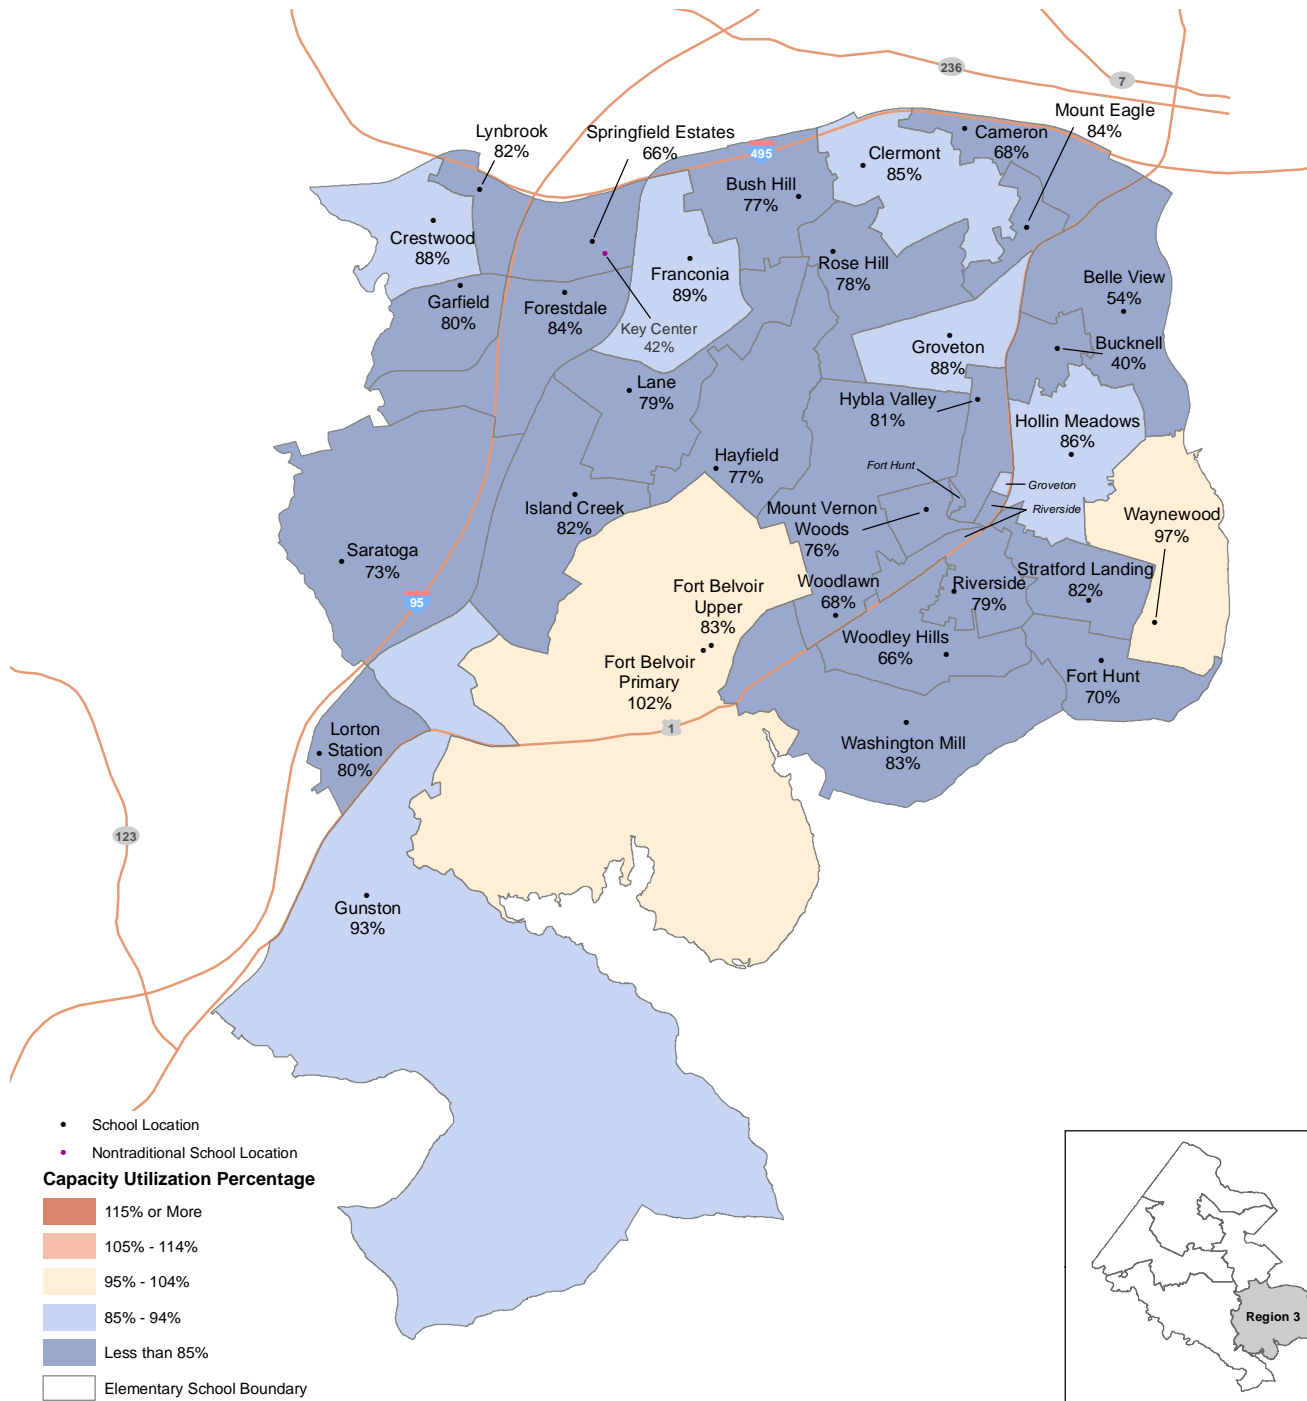 236
7
Mount Eagle
84%
Lynbrook
82%
Springfield Estates
66%
Cameron
68%
495
Clermont
85%
Bush Hill
77%
Crestwood
88%
Franconia
89%
Rose Hill
78%
Belle View
54%
Garfield
80%
Forestdale
84%
Key Center
42%
Groveton
88%
Bucknell
40%
Lane
79%
Hybla Valley
81%
Hollin Meadows
86%
Hayfield
77%
Fort Hunt
Groveton
Riverside
Island Creek
82%
Mount Vernon
Woods
76%
Waynewood
97%
Saratoga
73%
95
Fort Belvoir
Upper
83%
Woodlawn
68%
Riverside
79%
Stratford Landing
82%
Woodley Hills
66%
Fort Belvoir
Primary
102%
Fort Hunt
70%
1
Lorton
Station
80%
Washington Mill
83%
123
Gunston
93%
School Location
Nontraditional School Location
Capacity Utilization Percentage
115% or More
105% - 114%
95% - 104%
85% - 94%
Less than 85%
Elementary School Boundary
Region 3